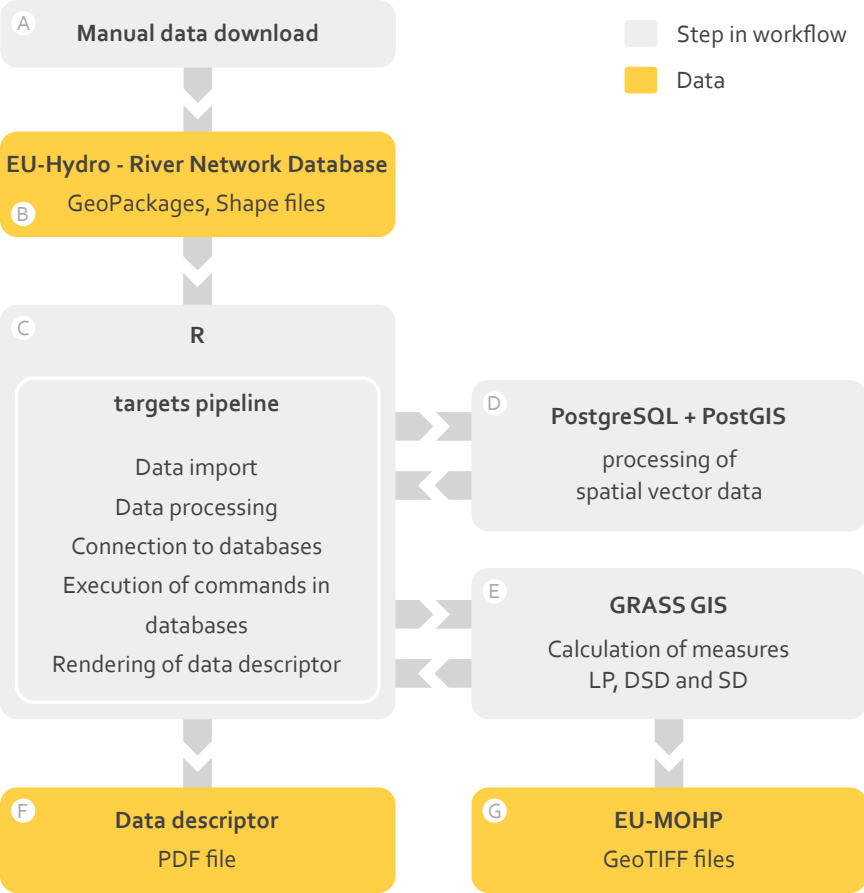 A
Manual data download
Step in workflow
Data
EU-Hydro - River Network Database
GeoPackages, Shape files
B
C
R
targets pipeline
Data import
Data processing
Connection to databases
Execution of commands in
databases
Rendering of data descriptor
D
PostgreSQL + PostGIS
processing of
spatial vector data
E
GRASS GIS
Calculation of measures
LP, DSD and SD
F
Data descriptor
PDF file
G
EU-MOHP
GeoTIFF files